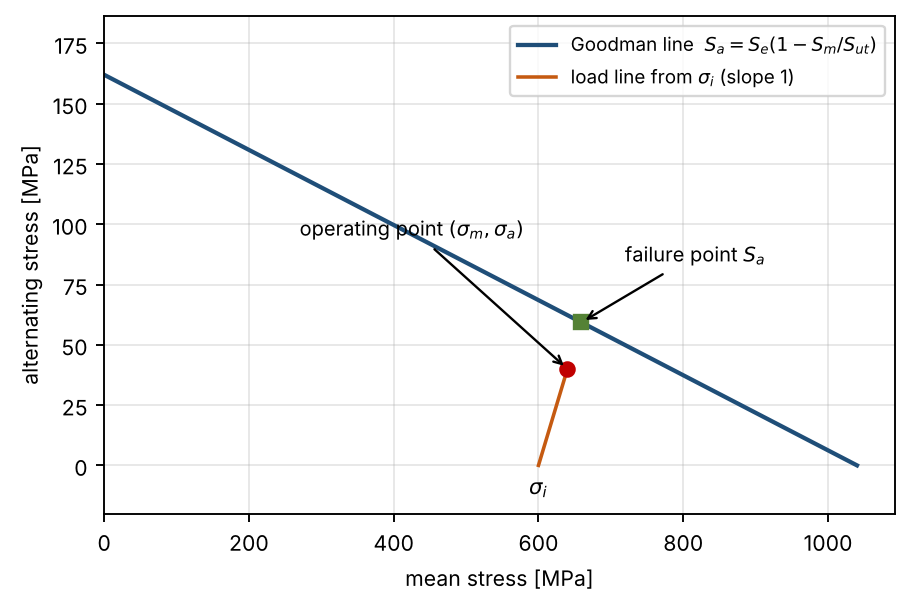 Goodman line $S_a = S_e(1 - S_m/S_{ut})$
load line from $\sigma_i$ (slope 1)
alternating stress [MPa]
175
150
125
100
75
50
25
0
operating point $(\sigma_m, \sigma_a)$
failure point $S_a$
$\sigma_i$
0 200 400 600 800 1000
mean stress [MPa]